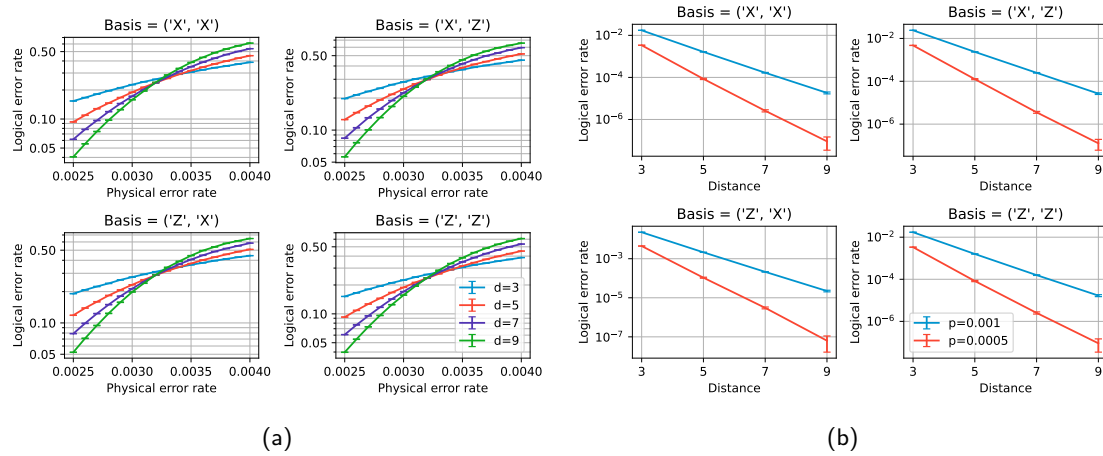 Basis = ('X', 'X')
Logical error rate
0.50
0.10
0.0025 0.0030 0.0035 0.0040
Physical error rate
Basis = ('X', 'Z')
Logical error rate
0.50
0.10
0.05
0.0025 0.0030 0.0035 0.0040
Physical error rate
Basis = ('Z', 'X')
Logical error rate
0.50
0.10
0.05
0.0025 0.0030 0.0035 0.0040
Physical error rate
Basis = ('Z', 'Z')
Logical error rate
0.50
0.10
0.05
d=3
d=5
d=7
d=9
0.0025 0.0030 0.0035 0.0040
Physical error rate
(a)
Basis = ('X', 'X')
Logical error rate
10⁻²
10⁻⁴
10⁻⁶
3 5 7 9
Distance
Basis = ('X', 'Z')
Logical error rate
10⁻²
10⁻⁴
10⁻⁶
3 5 7 9
Distance
Basis = ('Z', 'X')
Logical error rate
10⁻³
10⁻⁵
10⁻⁷
3 5 7 9
Distance
Basis = ('Z', 'Z')
Logical error rate
10⁻²
10⁻⁴
10⁻⁶
p=0.001
p=0.0005
3 5 7 9
Distance
(b)